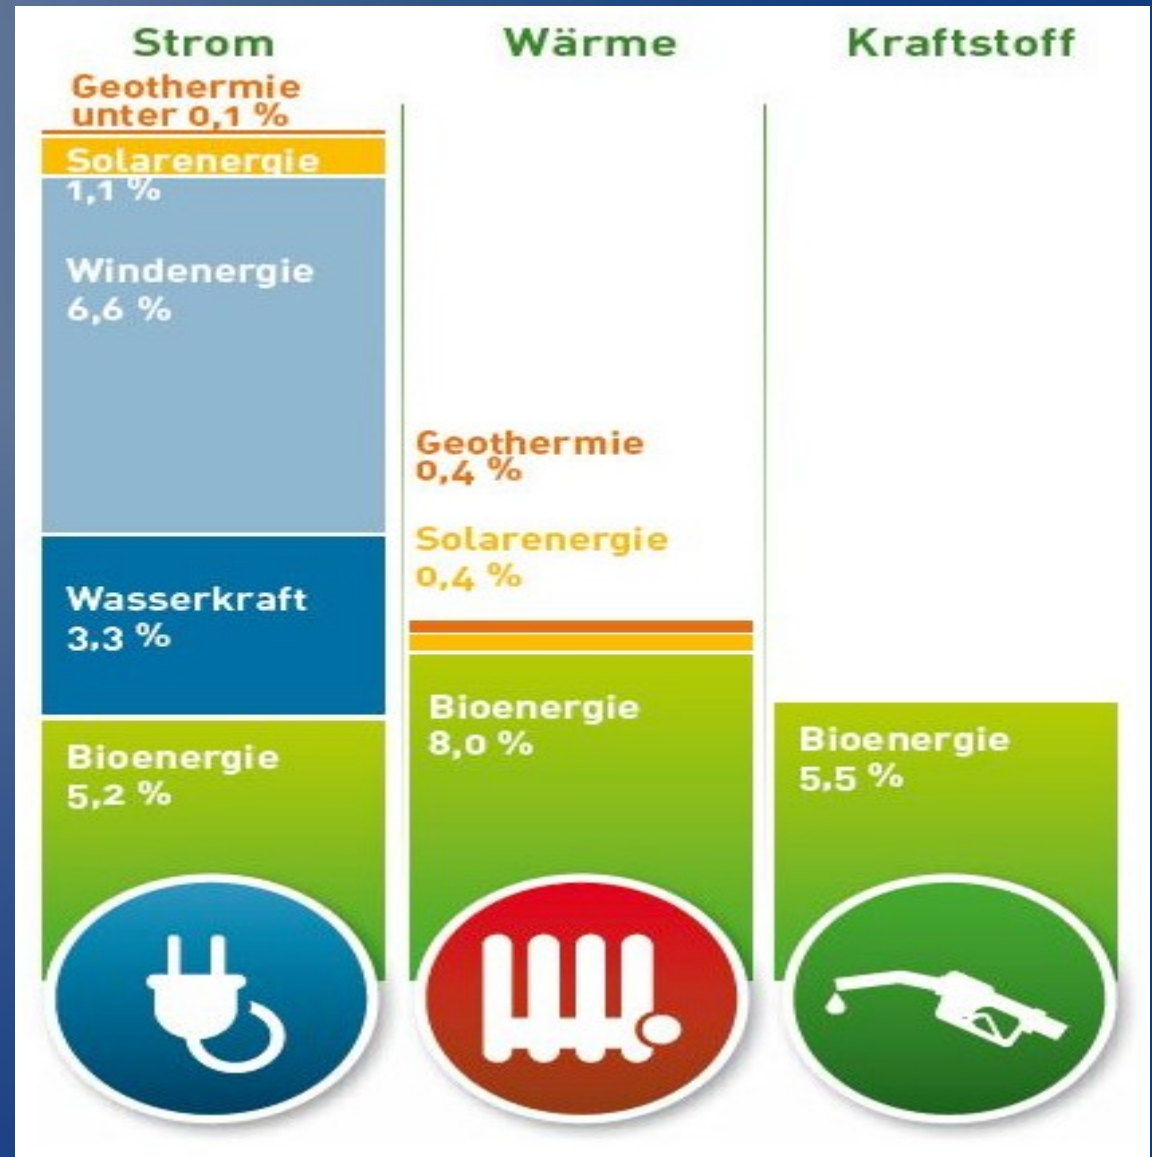 Strom
Wärme
Kraftstoff
Geothermie
unter 0,1 %
Solarenergie
1,1 %
Windenergie
6,6 %
Wasserkraft
3,3 %
Bioenergie
5,2 %
Geothermie
0,4 %
Solarenergie
0,4 %
Bioenergie
8,0 %
Bioenergie
5,5 %